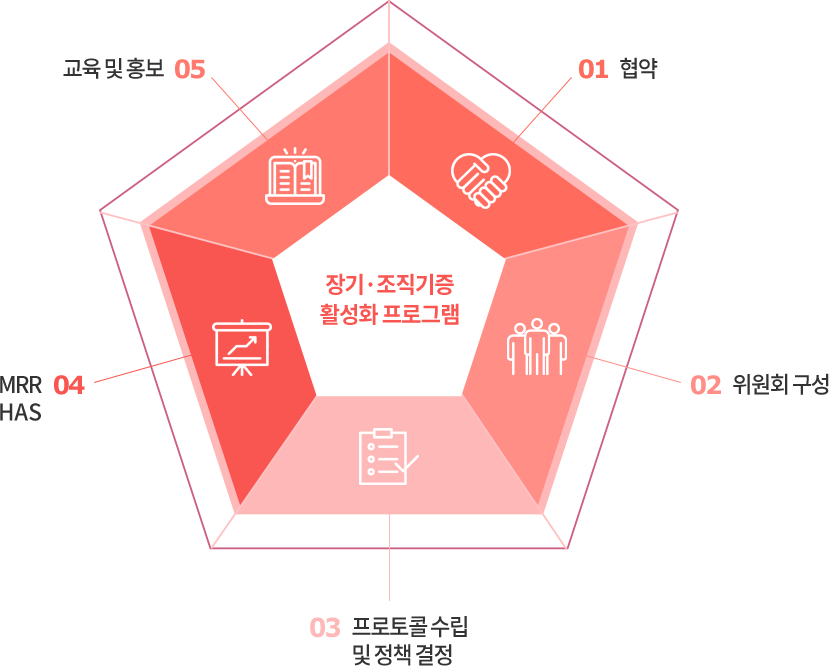 장기·조직기증
활성화 프로그램
01 협약
02 위원회 구성
03 프로토콜 수립
및 정책 결정
04 MRR
HAS
05 교육 및 홍보